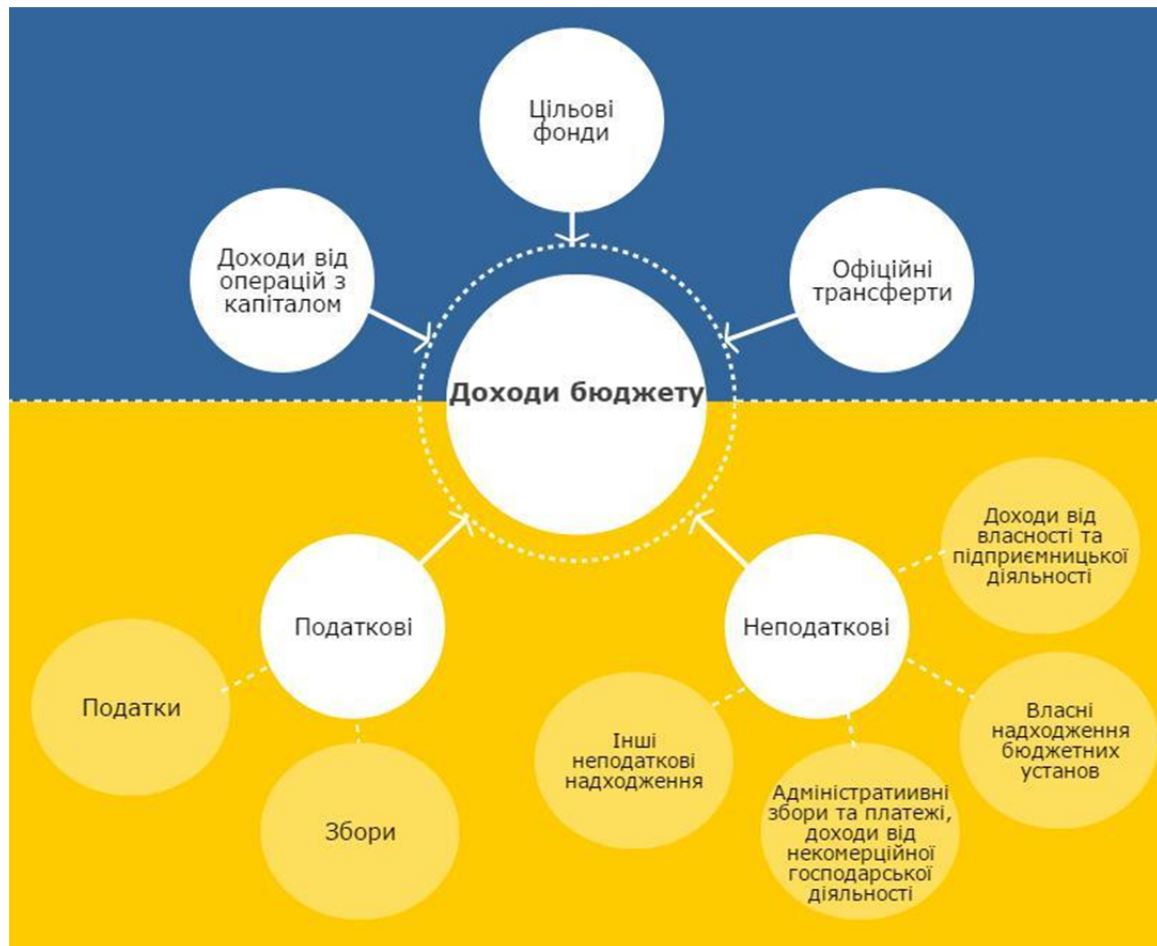 Цільові
фонди
Доходи від
операцій з
капіталом
Офіційні
трансферти
Доходи бюджету
Доходи від
власності та
підприємницької
діяльності
Податкові
Неподаткові
Податки
Власні
надходження
бюджетних
установ
Інші
неподаткові
надходження
Збори
Адміністратиивні
збори та платежі,
доходи від
некомерційної
господарської
діяльності